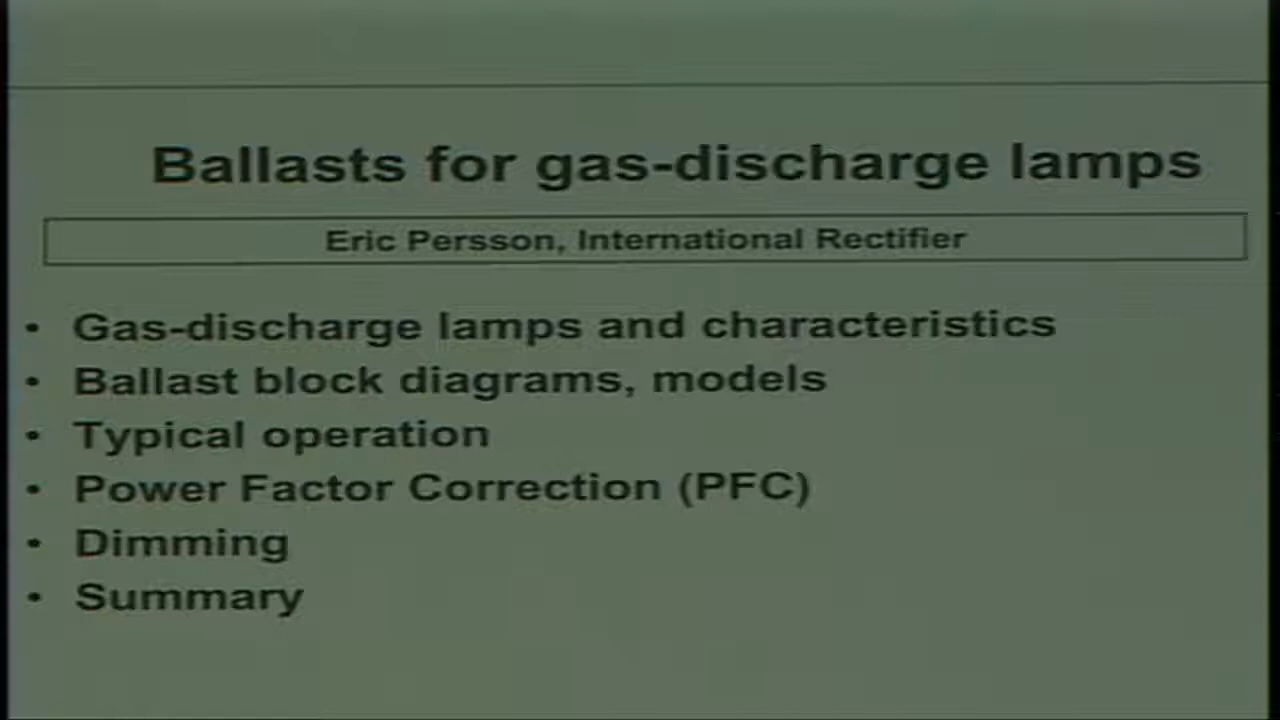 Ballasts for gas-discharge lamps
Eric Persson, International Rectifier
• Gas-discharge lamps and characteristics
• Ballast block diagrams, models
• Typical operation
• Power Factor Correction (PFC)
• Dimming
• Summary